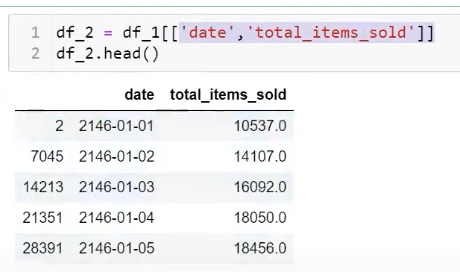 1 df_2 = df_1[['date','total_items_sold']]
2 df_2.head()
date total_items_sold
2 2146-01-01 10537.0
7045 2146-01-02 14107.0
14213 2146-01-03 16092.0
21351 2146-01-04 18050.0
28391 2146-01-05 18456.0